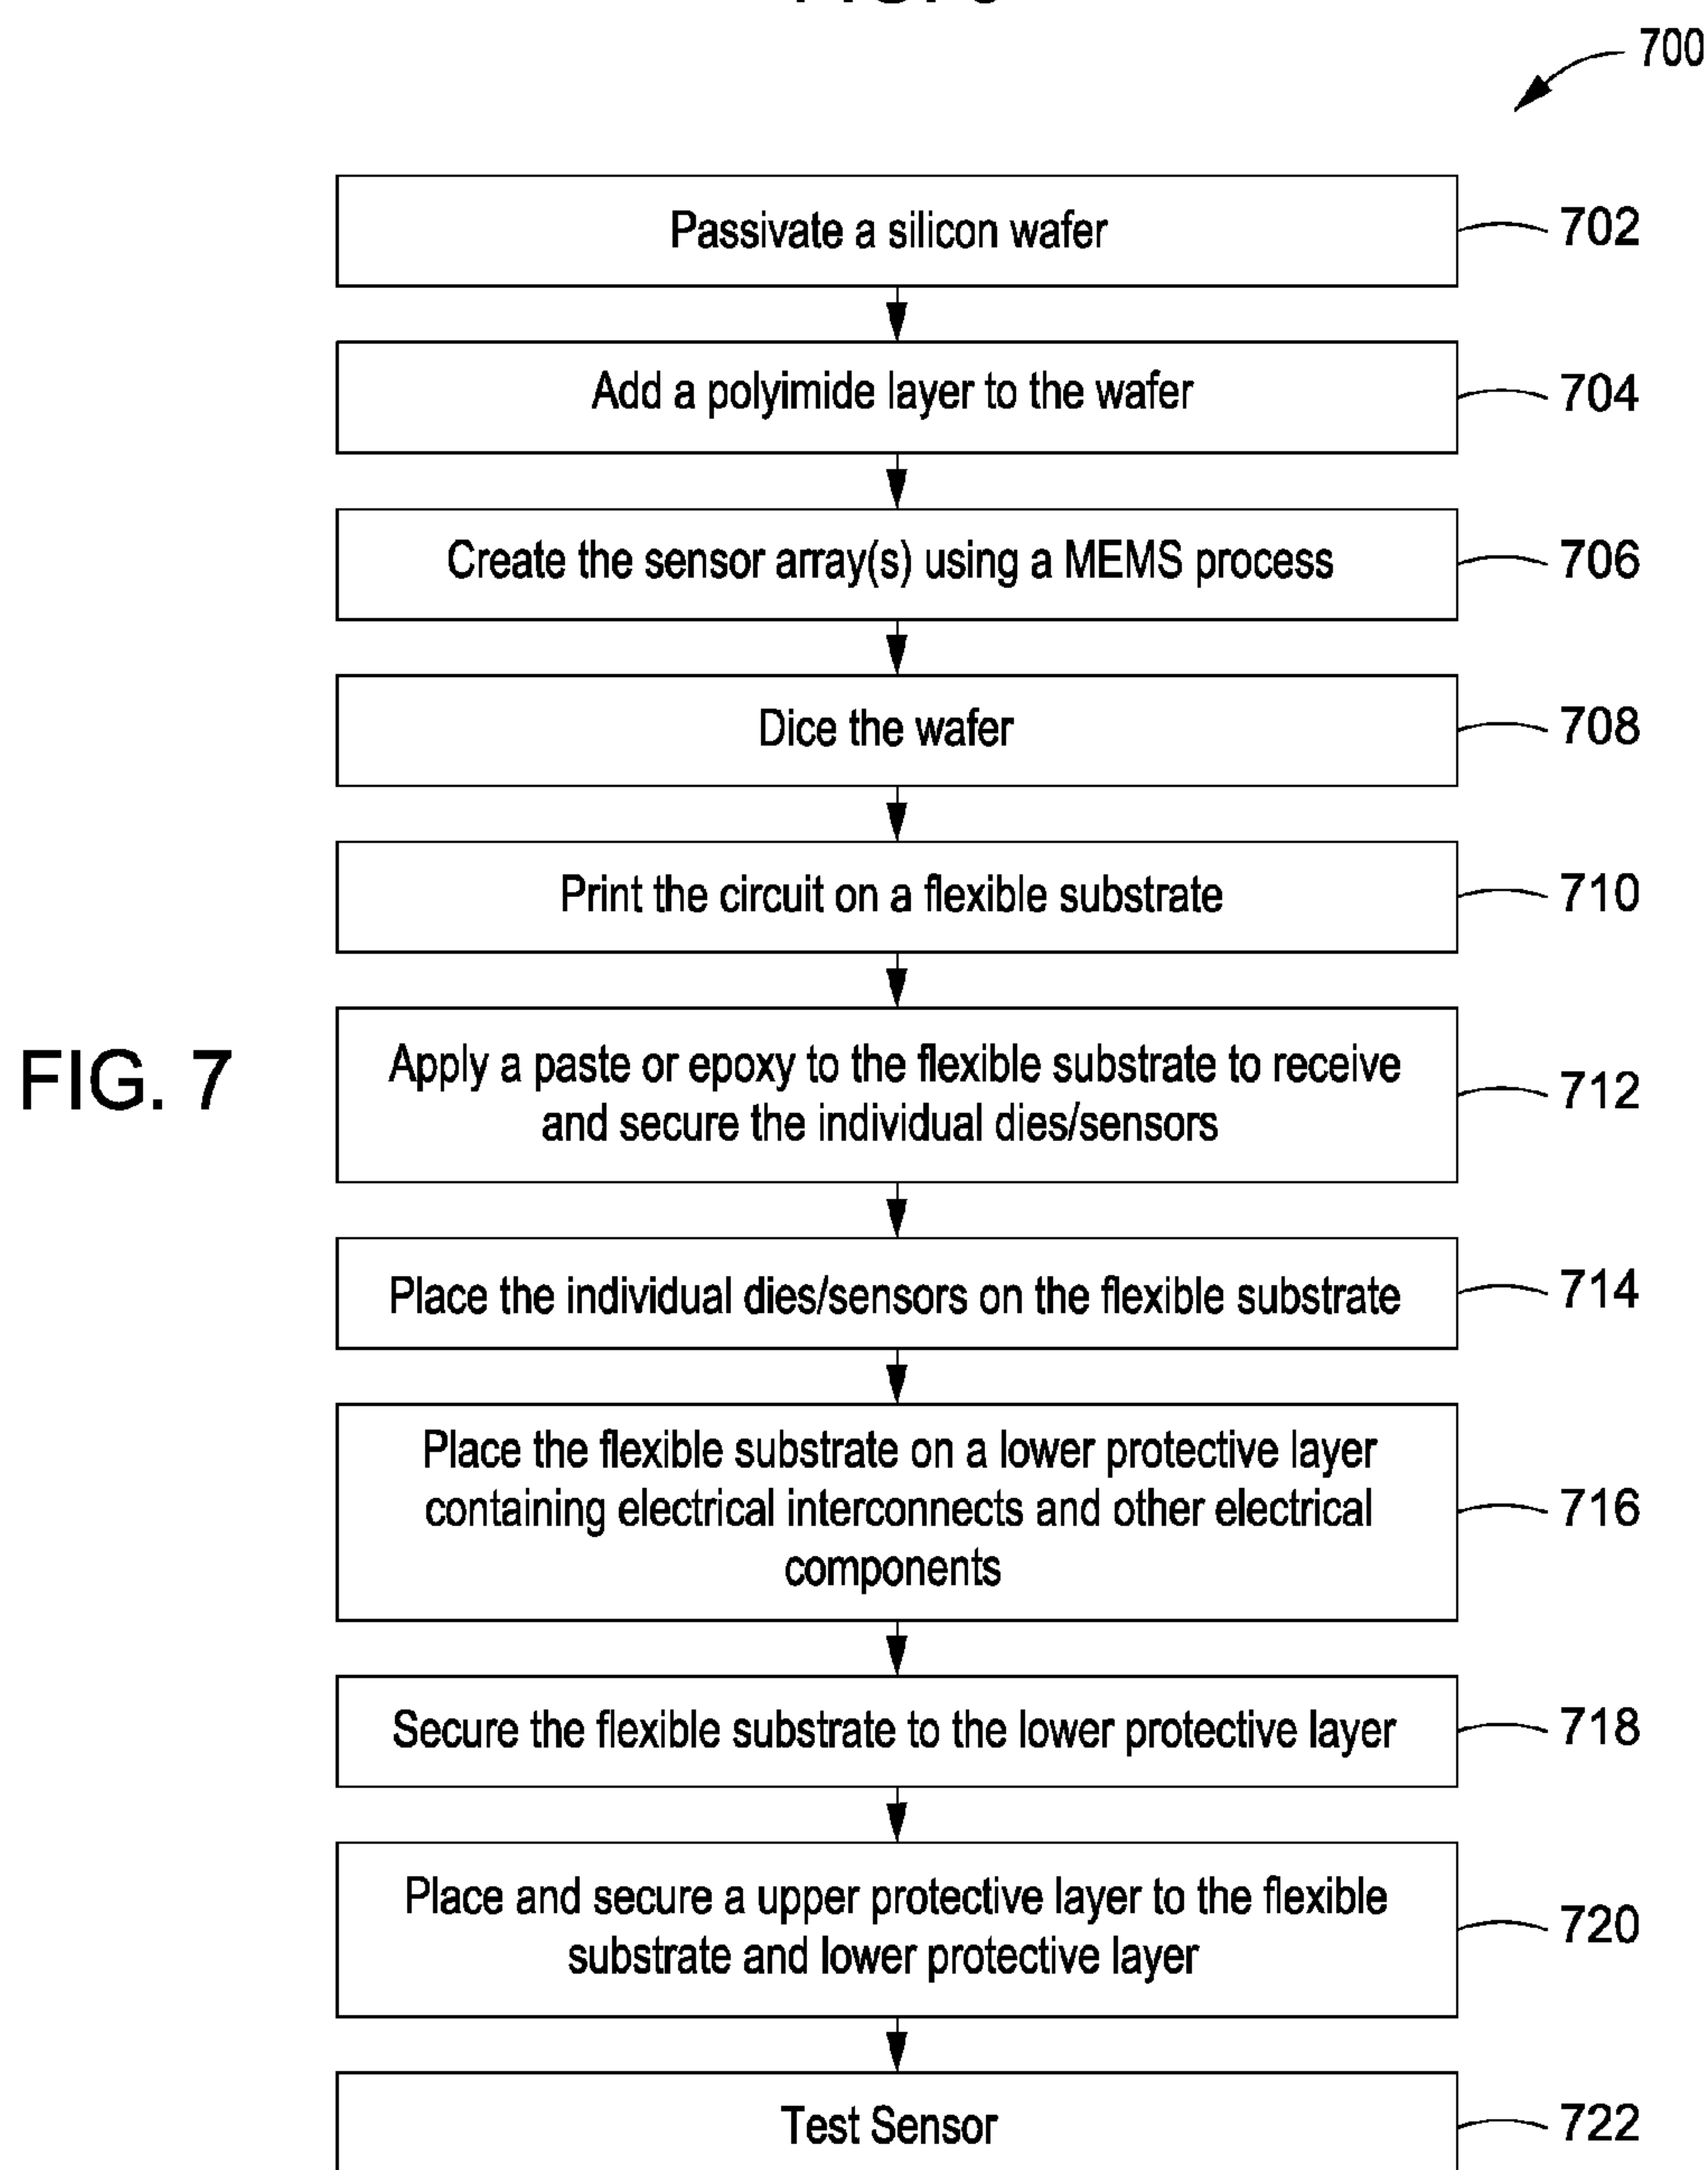 700
Passivate a silicon wafer
702
Add a polyimide layer to the wafer
704
Create the sensor array(s) using a MEMS process
706
Dice the wafer
708
Print the circuit on a flexible substrate
710
FIG. 7
Apply a paste or epoxy to the flexible substrate to receive
and secure the individual dies/sensors
712
Place the individual dies/sensors on the flexible substrate
714
Place the flexible substrate on a lower protective layer
containing electrical interconnects and other electrical
components
716
Secure the flexible substrate to the lower protective layer
718
Place and secure a upper protective layer to the flexible
substrate and lower protective layer
720
Test Sensor
722